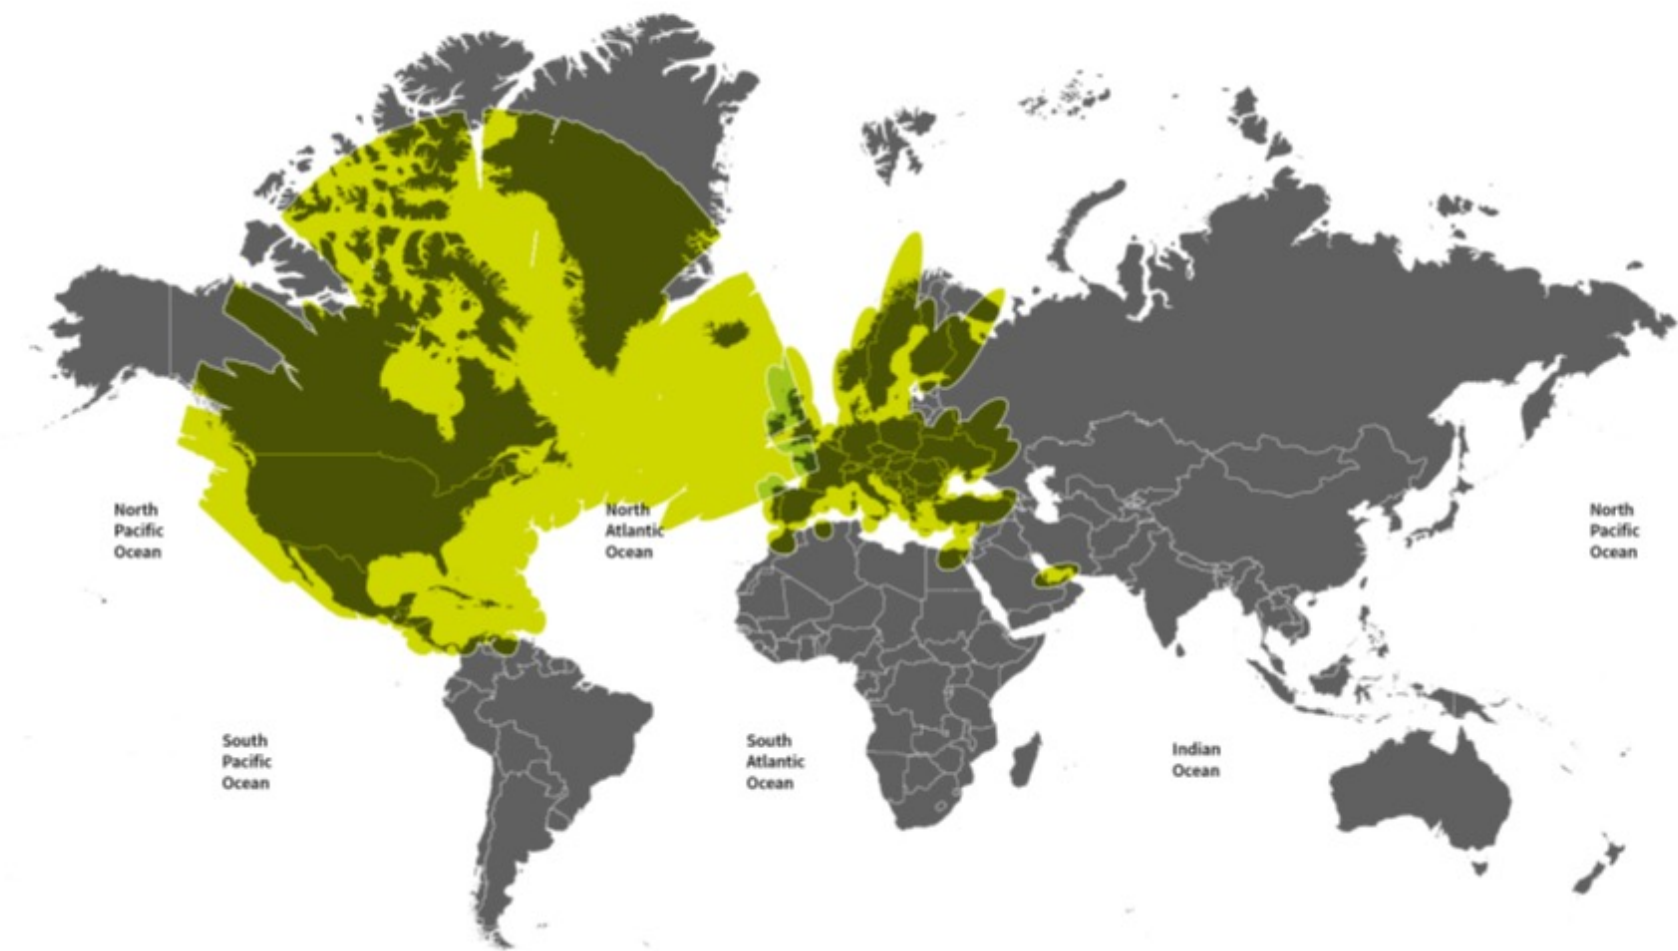 North
Pacific
Ocean
North
Atlantic
Ocean
North
Pacific
Ocean
South
Pacific
Ocean
South
Atlantic
Ocean
Indian
Ocean